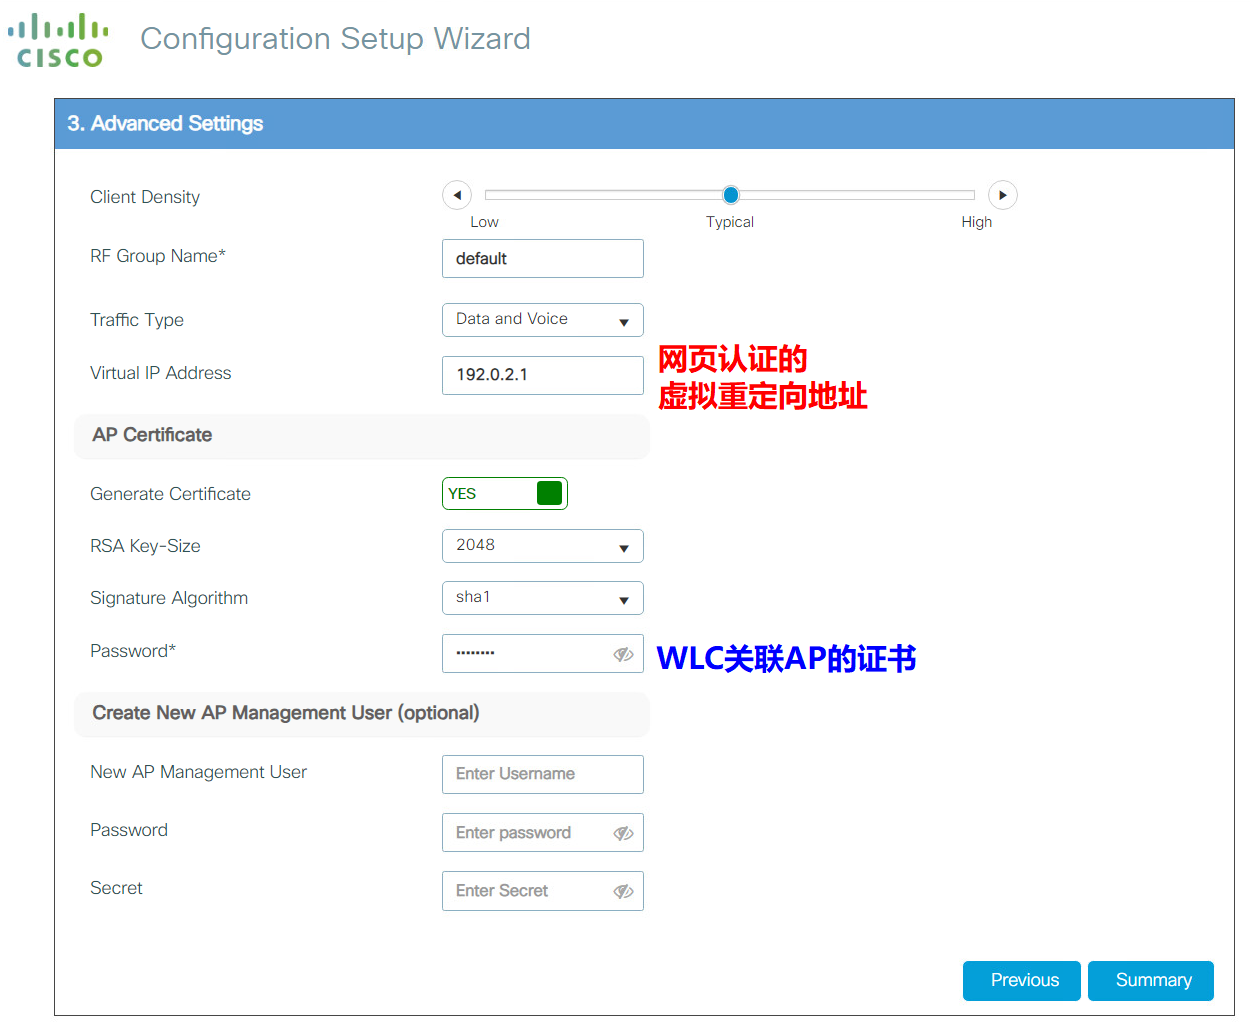 CISCO
Configuration Setup Wizard
3. Advanced Settings
Client Density
Low Typical High
RF Group Name*
default
Traffic Type
Data and Voice
Virtual IP Address
192.0.2.1
网页认证的
虚拟重定向地址
AP Certificate
Generate Certificate
YES
RSA Key-Size
2048
Signature Algorithm
sha1
Password*
········
WLC关联AP的证书
Create New AP Management User (optional)
New AP Management User
Enter Username
Password
Enter password
Secret
Enter Secret
Previous
Summary